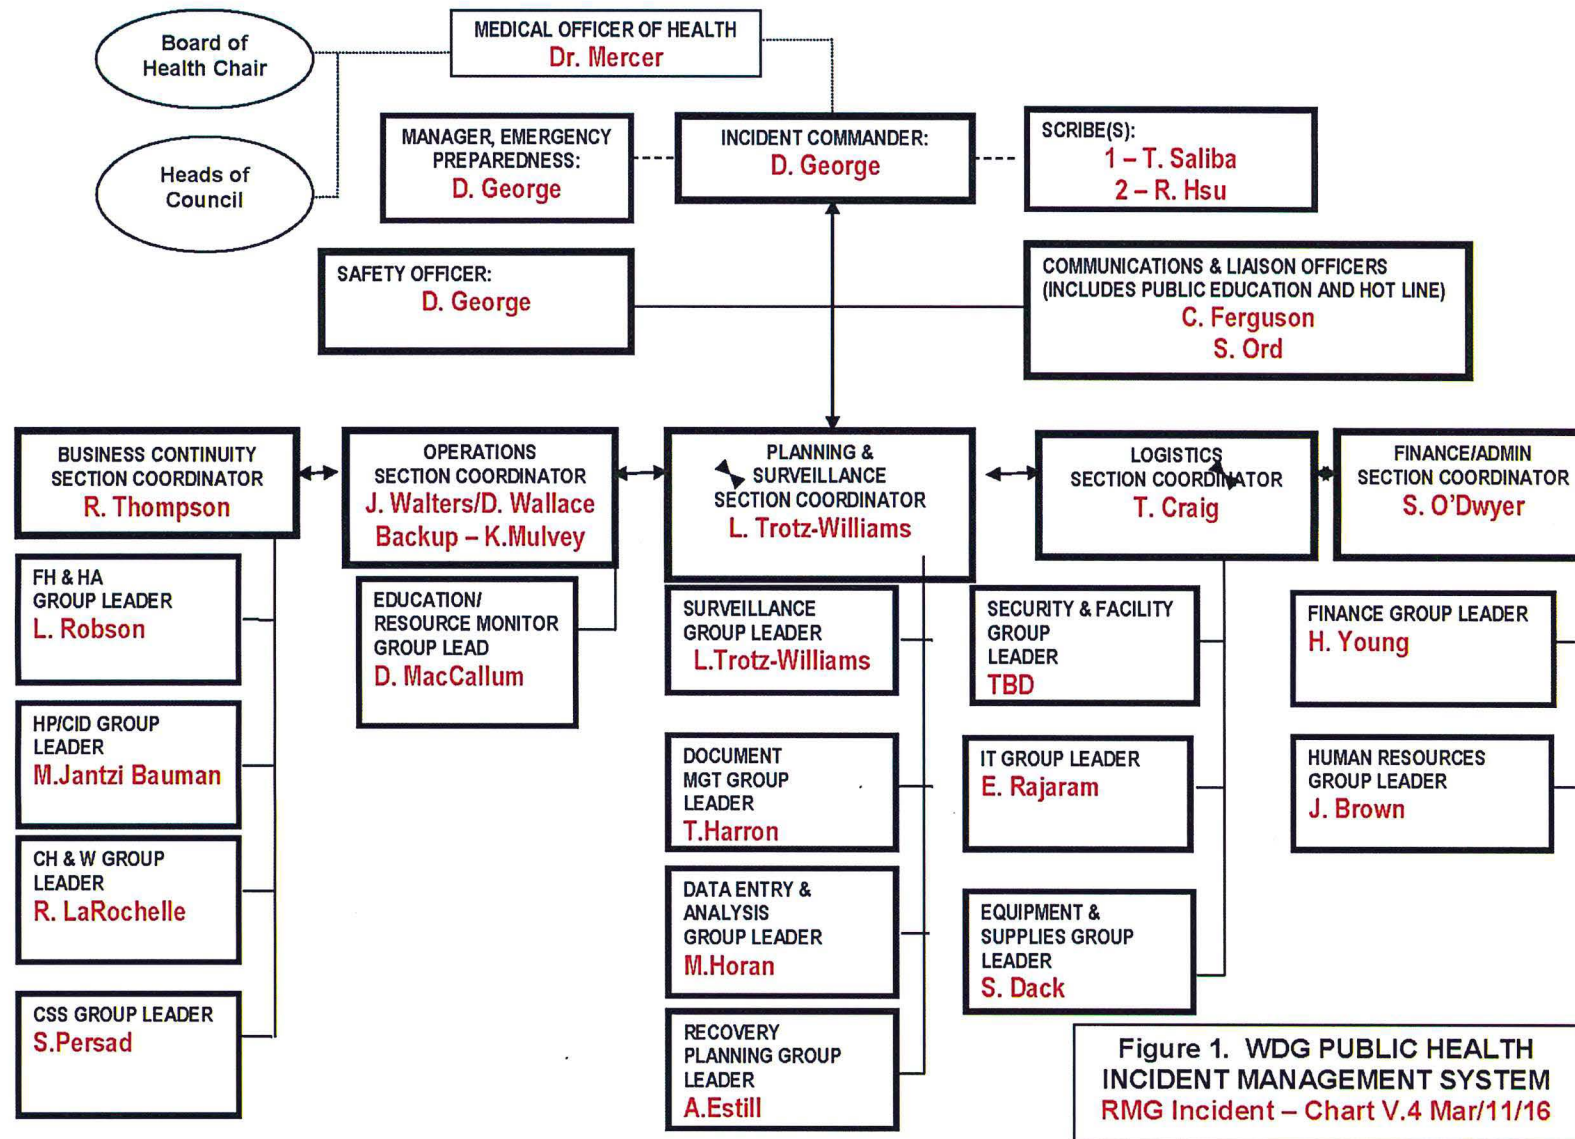 Board of
Health Chair
MEDICAL OFFICER OF HEALTH
Dr. Mercer
Heads of
Council
MANAGER, EMERGENCY
PREPAREDNESS:
D. George
INCIDENT COMMANDER:
D. George
SCRIBE(S):
1 – T. Saliba
2 – R. Hsu
SAFETY OFFICER:
D. George
COMMUNICATIONS & LIAISON OFFICERS
(INCLUDES PUBLIC EDUCATION AND HOT LINE)
C. Ferguson
S. Ord
BUSINESS CONTINUITY
SECTION COORDINATOR
R. Thompson
OPERATIONS
SECTION COORDINATOR
J. Walters/D. Wallace
Backup – K.Mulvey
PLANNING &
SURVEILLANCE
SECTION COORDINATOR
L. Trotz-Williams
LOGISTICS
SECTION COORDINATOR
T. Craig
FINANCE/ADMIN
SECTION COORDINATOR
S. O'Dwyer
FH & HA
GROUP LEADER
L. Robson
HP/CID GROUP
LEADER
M.Jantzi Bauman
CH & W GROUP
LEADER
R. LaRochelle
CSS GROUP LEADER
S.Persad
EDUCATION/
RESOURCE MONITOR
GROUP LEAD
D. MacCallum
SURVEILLANCE
GROUP LEADER
L.Trotz-Williams
DOCUMENT
MGT GROUP
LEADER
T.Harron
DATA ENTRY &
ANALYSIS
GROUP LEADER
M.Horan
RECOVERY
PLANNING GROUP
LEADER
A.Estill
SECURITY & FACILITY
GROUP
LEADER
TBD
IT GROUP LEADER
E. Rajaram
EQUIPMENT &
SUPPLIES GROUP
LEADER
S. Dack
FINANCE GROUP LEADER
H. Young
HUMAN RESOURCES
GROUP LEADER
J. Brown
Figure 1. WDG PUBLIC HEALTH
INCIDENT MANAGEMENT SYSTEM
RMG Incident – Chart V.4 Mar/11/16